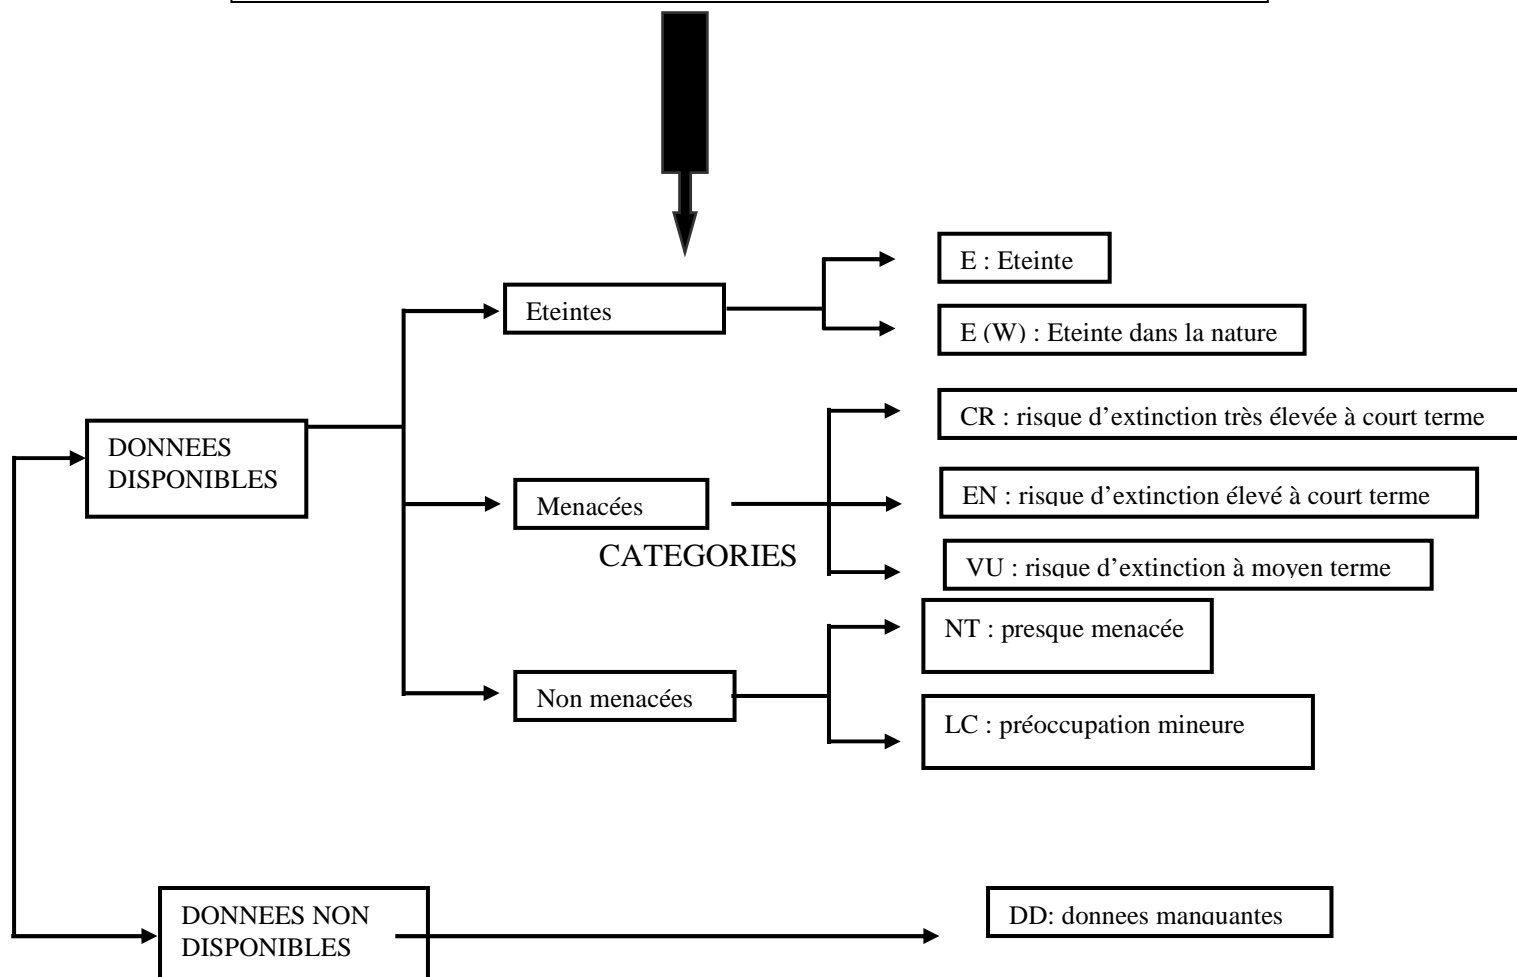 E : Eteinte
Eteintes
E (W) : Eteinte dans la nature
CR : risque d’extinction très élevée à court terme
DONNEES
DISPONIBLES
EN : risque d’extinction élevé à court terme
Menacées
CATEGORIES
VU : risque d’extinction à moyen terme
NT : presque menacée
Non menacées
LC : préoccupation mineure
DONNEES NON
DISPONIBLES
DD: donnees manquantes